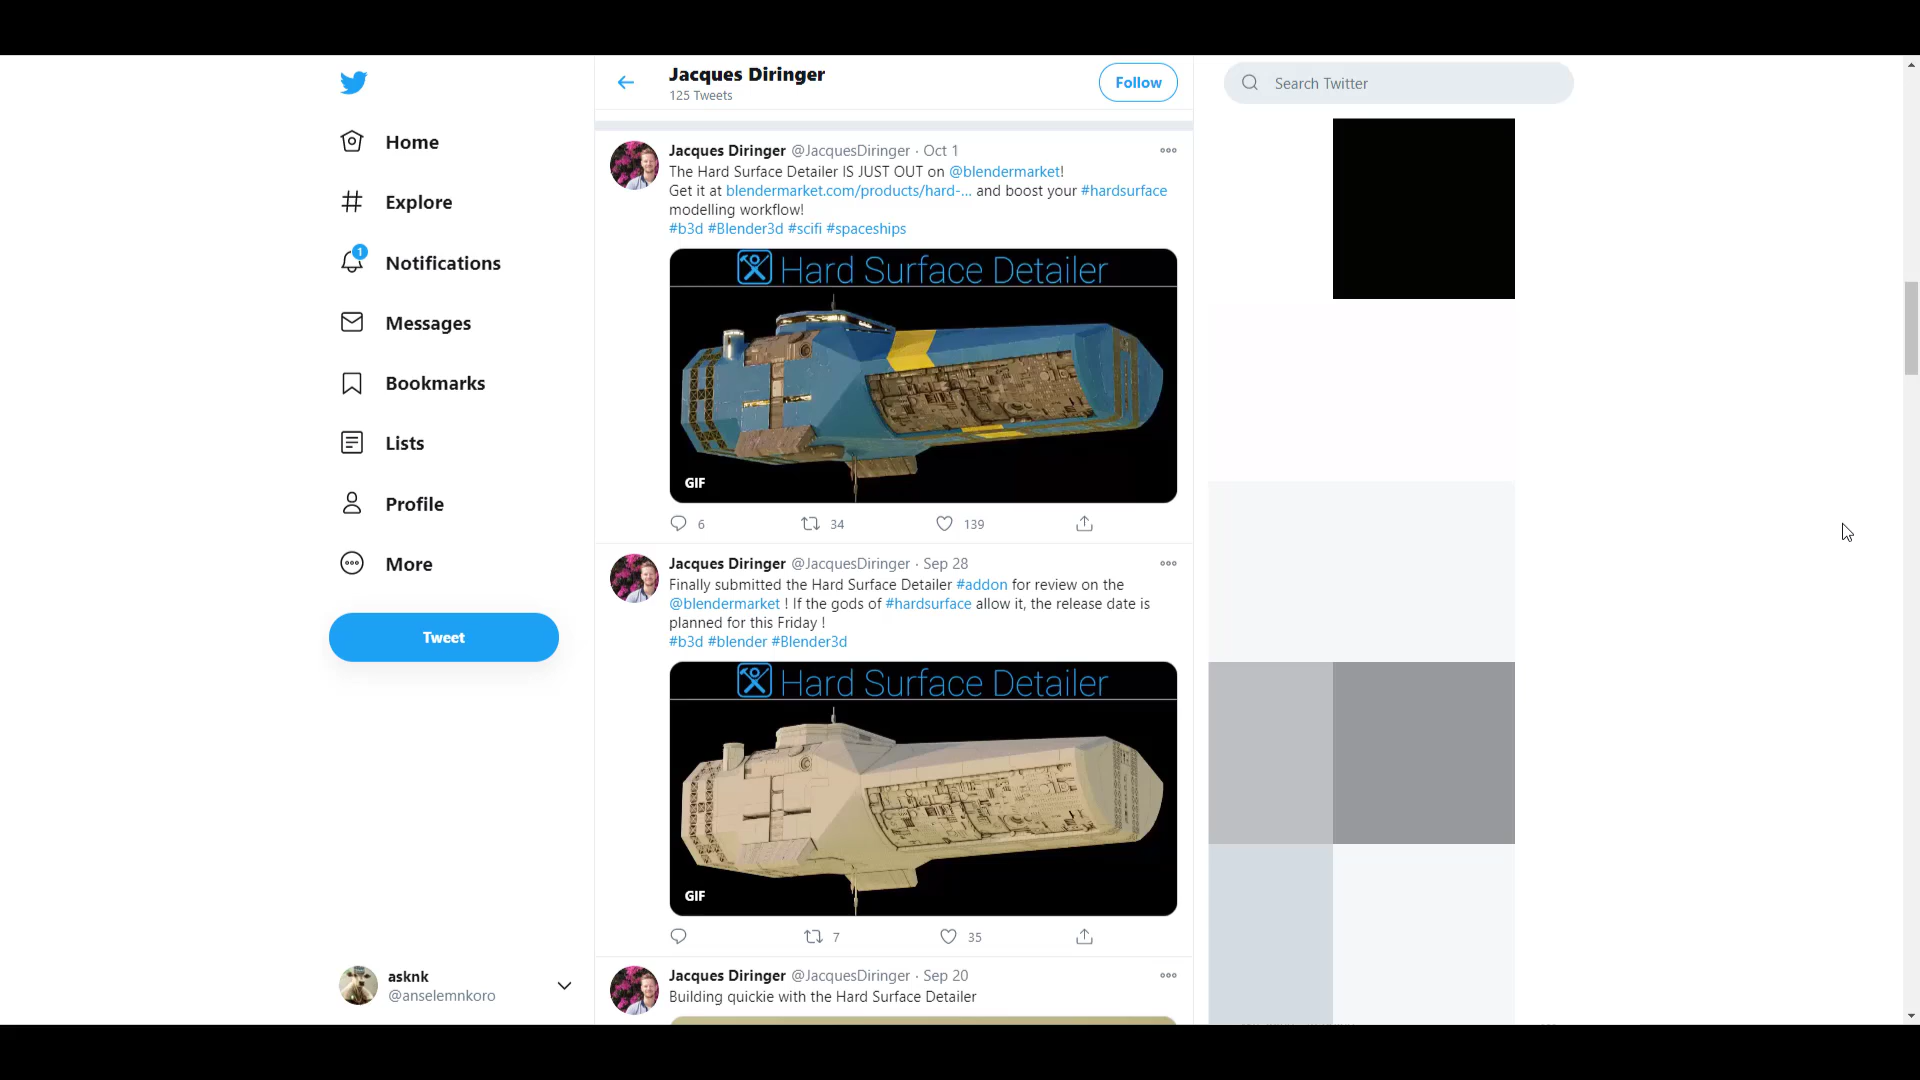 Jacques Diringer
125 Tweets
Follow
Search Twitter
Home
Explore
1
Notifications
Messages
Bookmarks
Lists
Profile
More
Tweet
asknk
@anselemnkoro
Jacques Diringer @JacquesDiringer · Oct 1
The Hard Surface Detailer IS JUST OUT on @blendermarket!
Get it at blendermarket.com/products/hard-... and boost your #hardsurface
modelling workflow!
#b3d #Blender3d #scifi #spaceships
Hard Surface Detailer
GIF
6 34 139
Jacques Diringer @JacquesDiringer · Sep 28
Finally submitted the Hard Surface Detailer #addon for review on the
@blendermarket ! If the gods of #hardsurface allow it, the release date is
planned for this Friday !
#b3d #blender #Blender3d
Hard Surface Detailer
GIF
7 35
Jacques Diringer @JacquesDiringer · Sep 20
Building quickie with the Hard Surface Detailer